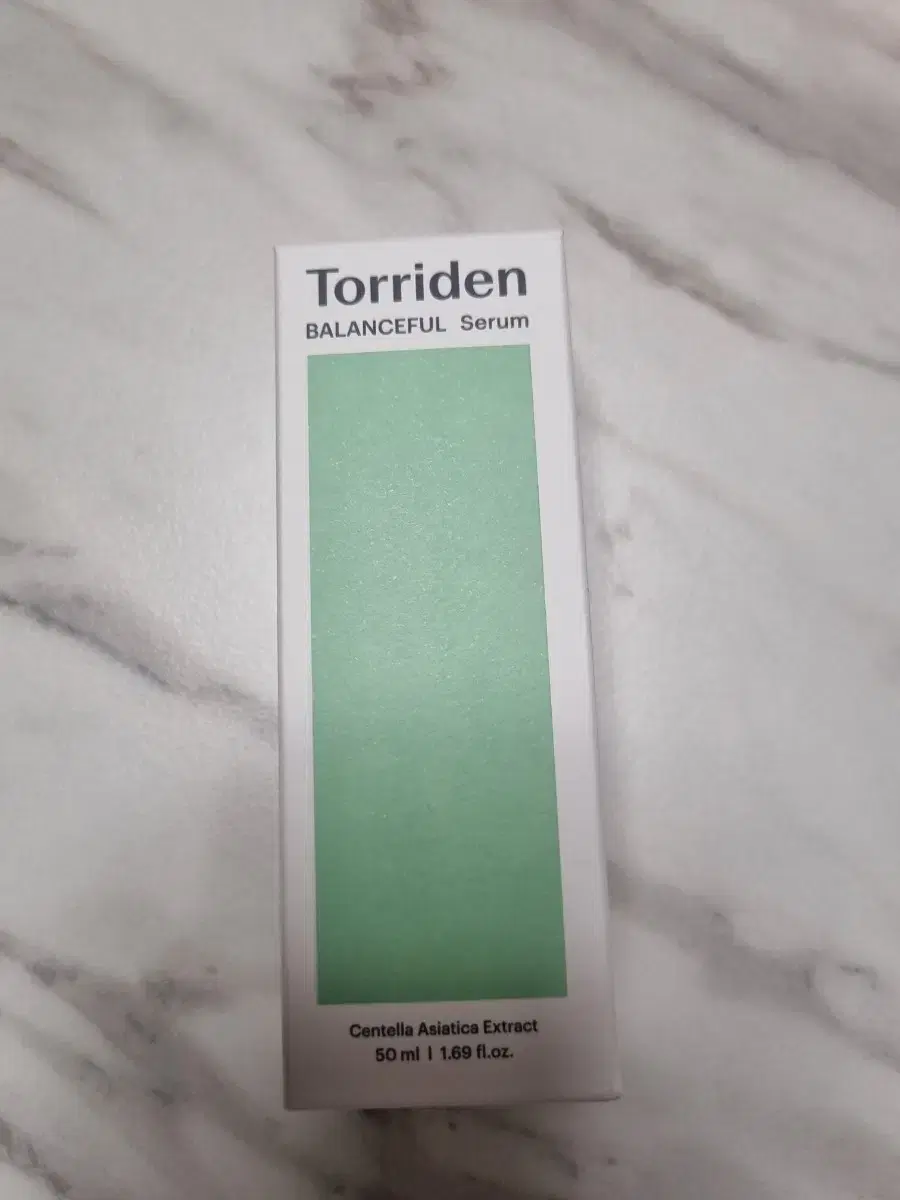 Torriden
BALANCEFUL Serum
Centella Asiatica Extract
50 ml | 1.69 fl.oz.